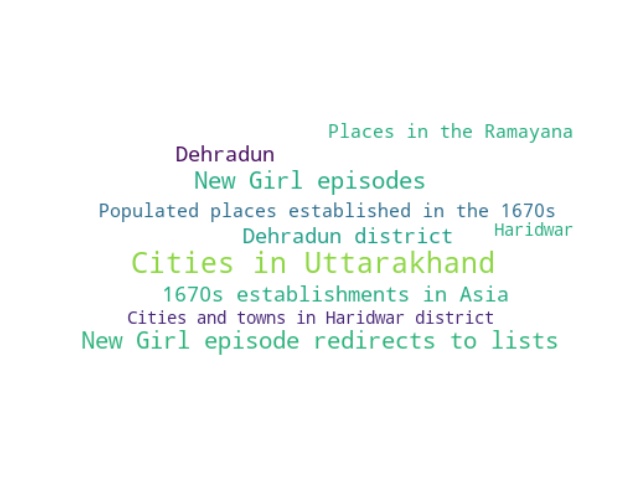 Places in the Ramayana
Dehradun
New Girl episodes
Populated places established in the 1670s
Haridwar
Dehradun district
Cities in Uttarakhand
1670s establishments in Asia
Cities and towns in Haridwar district
New Girl episode redirects to lists